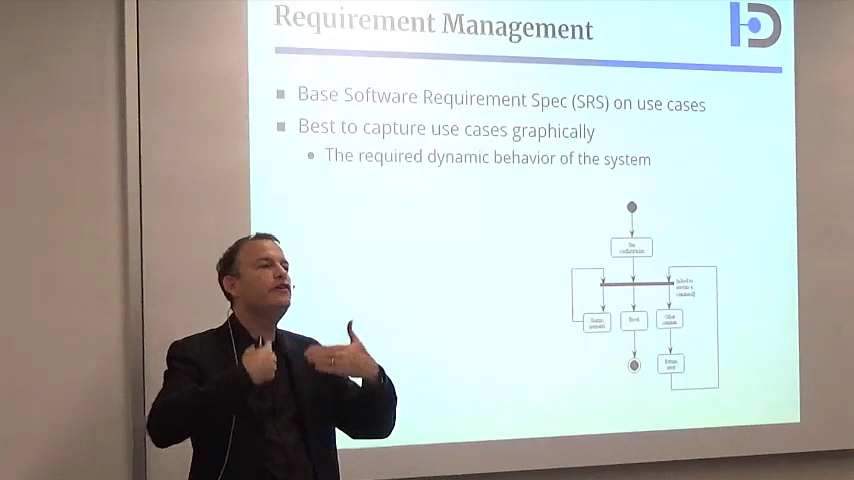 Requirement Management
Base Software Requirement Spec (SRS) on use cases
Best to capture use cases graphically
The required dynamic behavior of the system